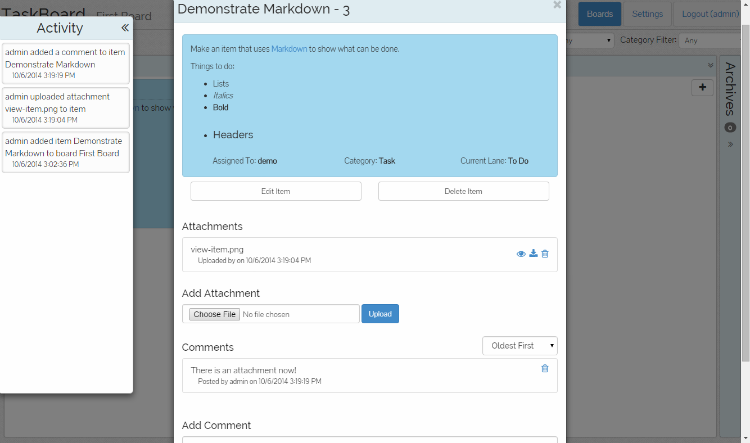 TaskBoard First Board
Boards
Settings
Logout (admin)
Category Filter: Any
Activity
admin added a comment to item
Demonstrate Markdown
10/6/2014 3:19:19 PM
admin uploaded attachment
view-item.png to item
10/6/2014 3:19:04 PM
admin added item Demonstrate
Markdown to board First Board
10/6/2014 3:02:36 PM
Demonstrate Markdown - 3
Make an item that uses Markdown to show what can be done.
Things to do:
Lists
Italics
Bold
Headers
Assigned To: demo
Category: Task
Current Lane: To Do
Edit Item
Delete Item
Attachments
view-item.png
Uploaded by on 10/6/2014 3:19:04 PM
Add Attachment
Choose File No file chosen
Upload
Comments
Oldest First
There is an attachment now!
Posted by admin on 10/6/2014 3:19:19 PM
Add Comment
Archives
0